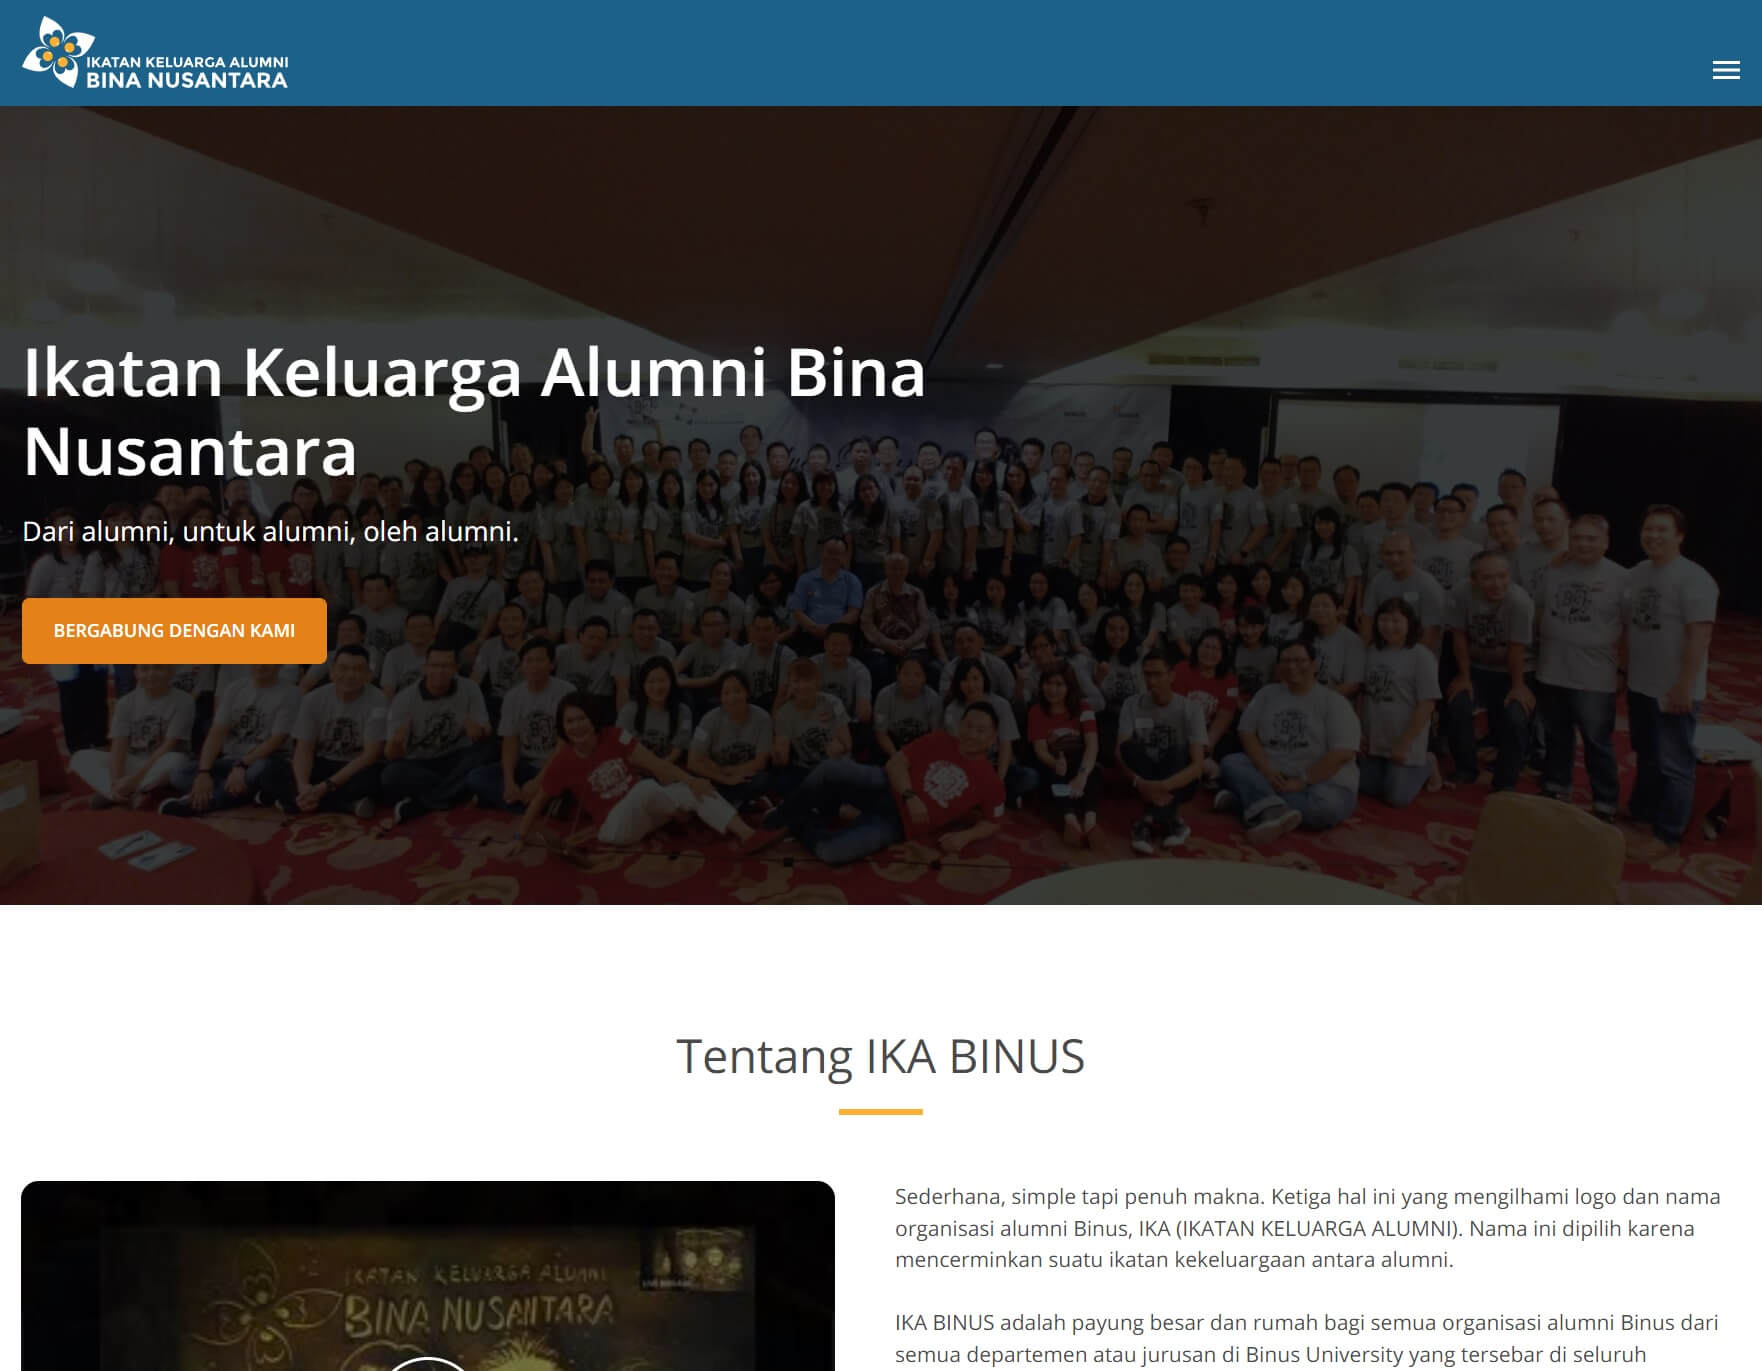 IKATAN KELUARGA ALUMNI
BINA NUSANTARA
Ikatan Keluarga Alumni Bina
Nusantara
Dari alumni, untuk alumni, oleh alumni.
BERGABUNG DENGAN KAMI
Tentang IKA BINUS
IKATAN KELUARGA ALUMNI
BINA NUSANTARA
Sederhana, simple tapi penuh makna. Ketiga hal ini yang mengilhami logo dan nama
organisasi alumni Binus, IKA (IKATAN KELUARGA ALUMNI). Nama ini dipilih karena
mencerminkan suatu ikatan kekeluargaan antara alumni.
IKA BINUS adalah payung besar dan rumah bagi semua organisasi alumni Binus dari
semua departemen atau jurusan di Binus University yang tersebar di seluruh